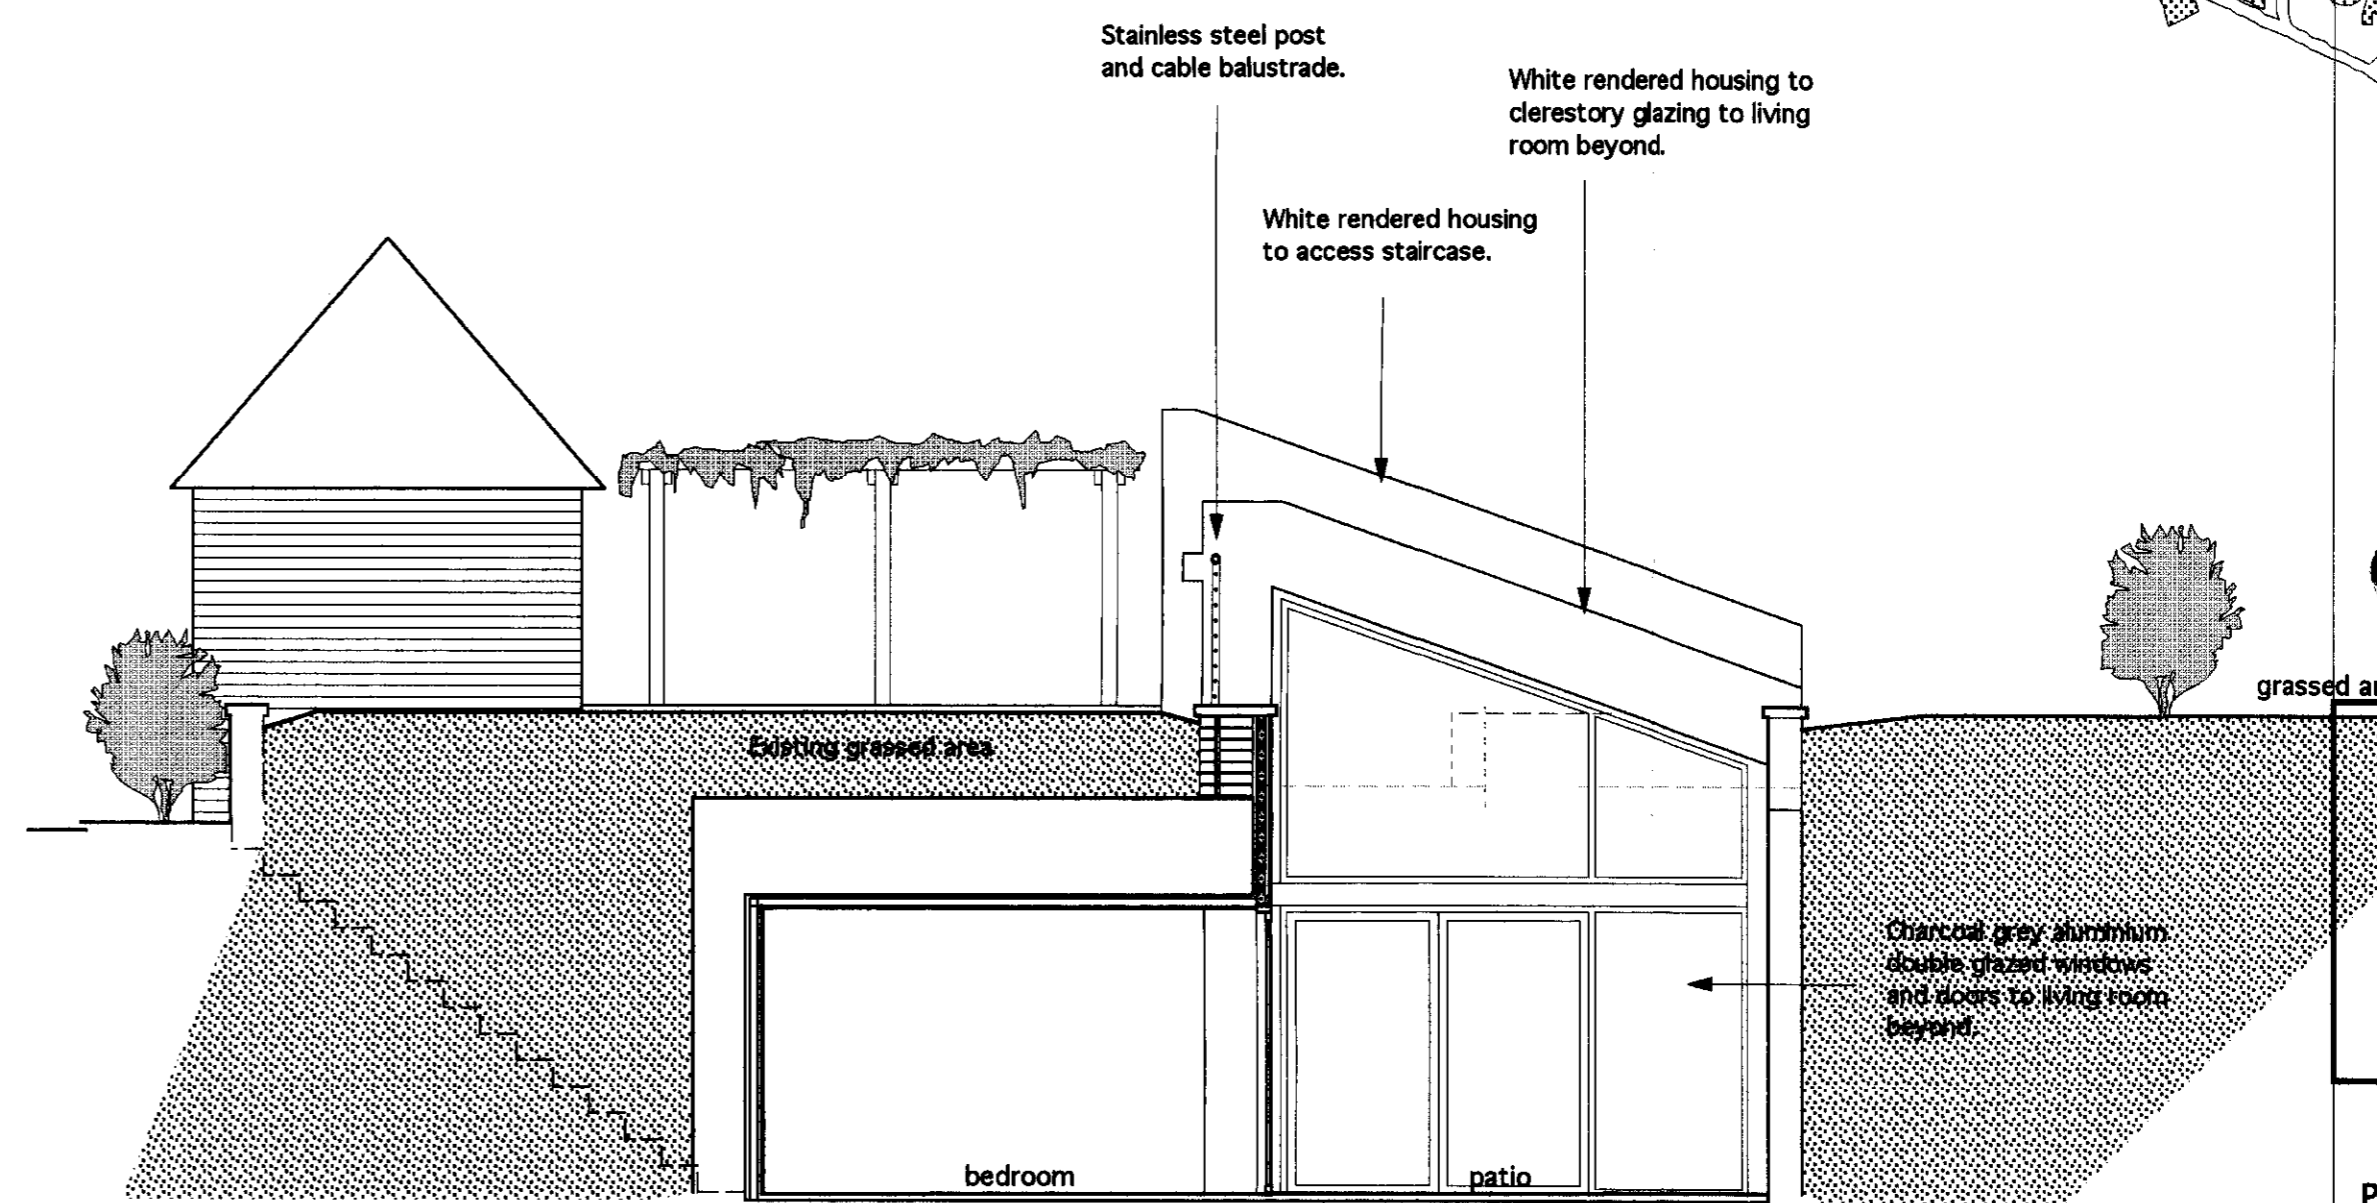 Stainless steel post
and cable balustrade.
White rendered housing to
clerestory glazing to living
room beyond.
White rendered housing
to access staircase.
grassed
Existing grassed area
Charcoal grey aluminium
double glazed windows
and doors to living room
beyond.
bedroom
patio